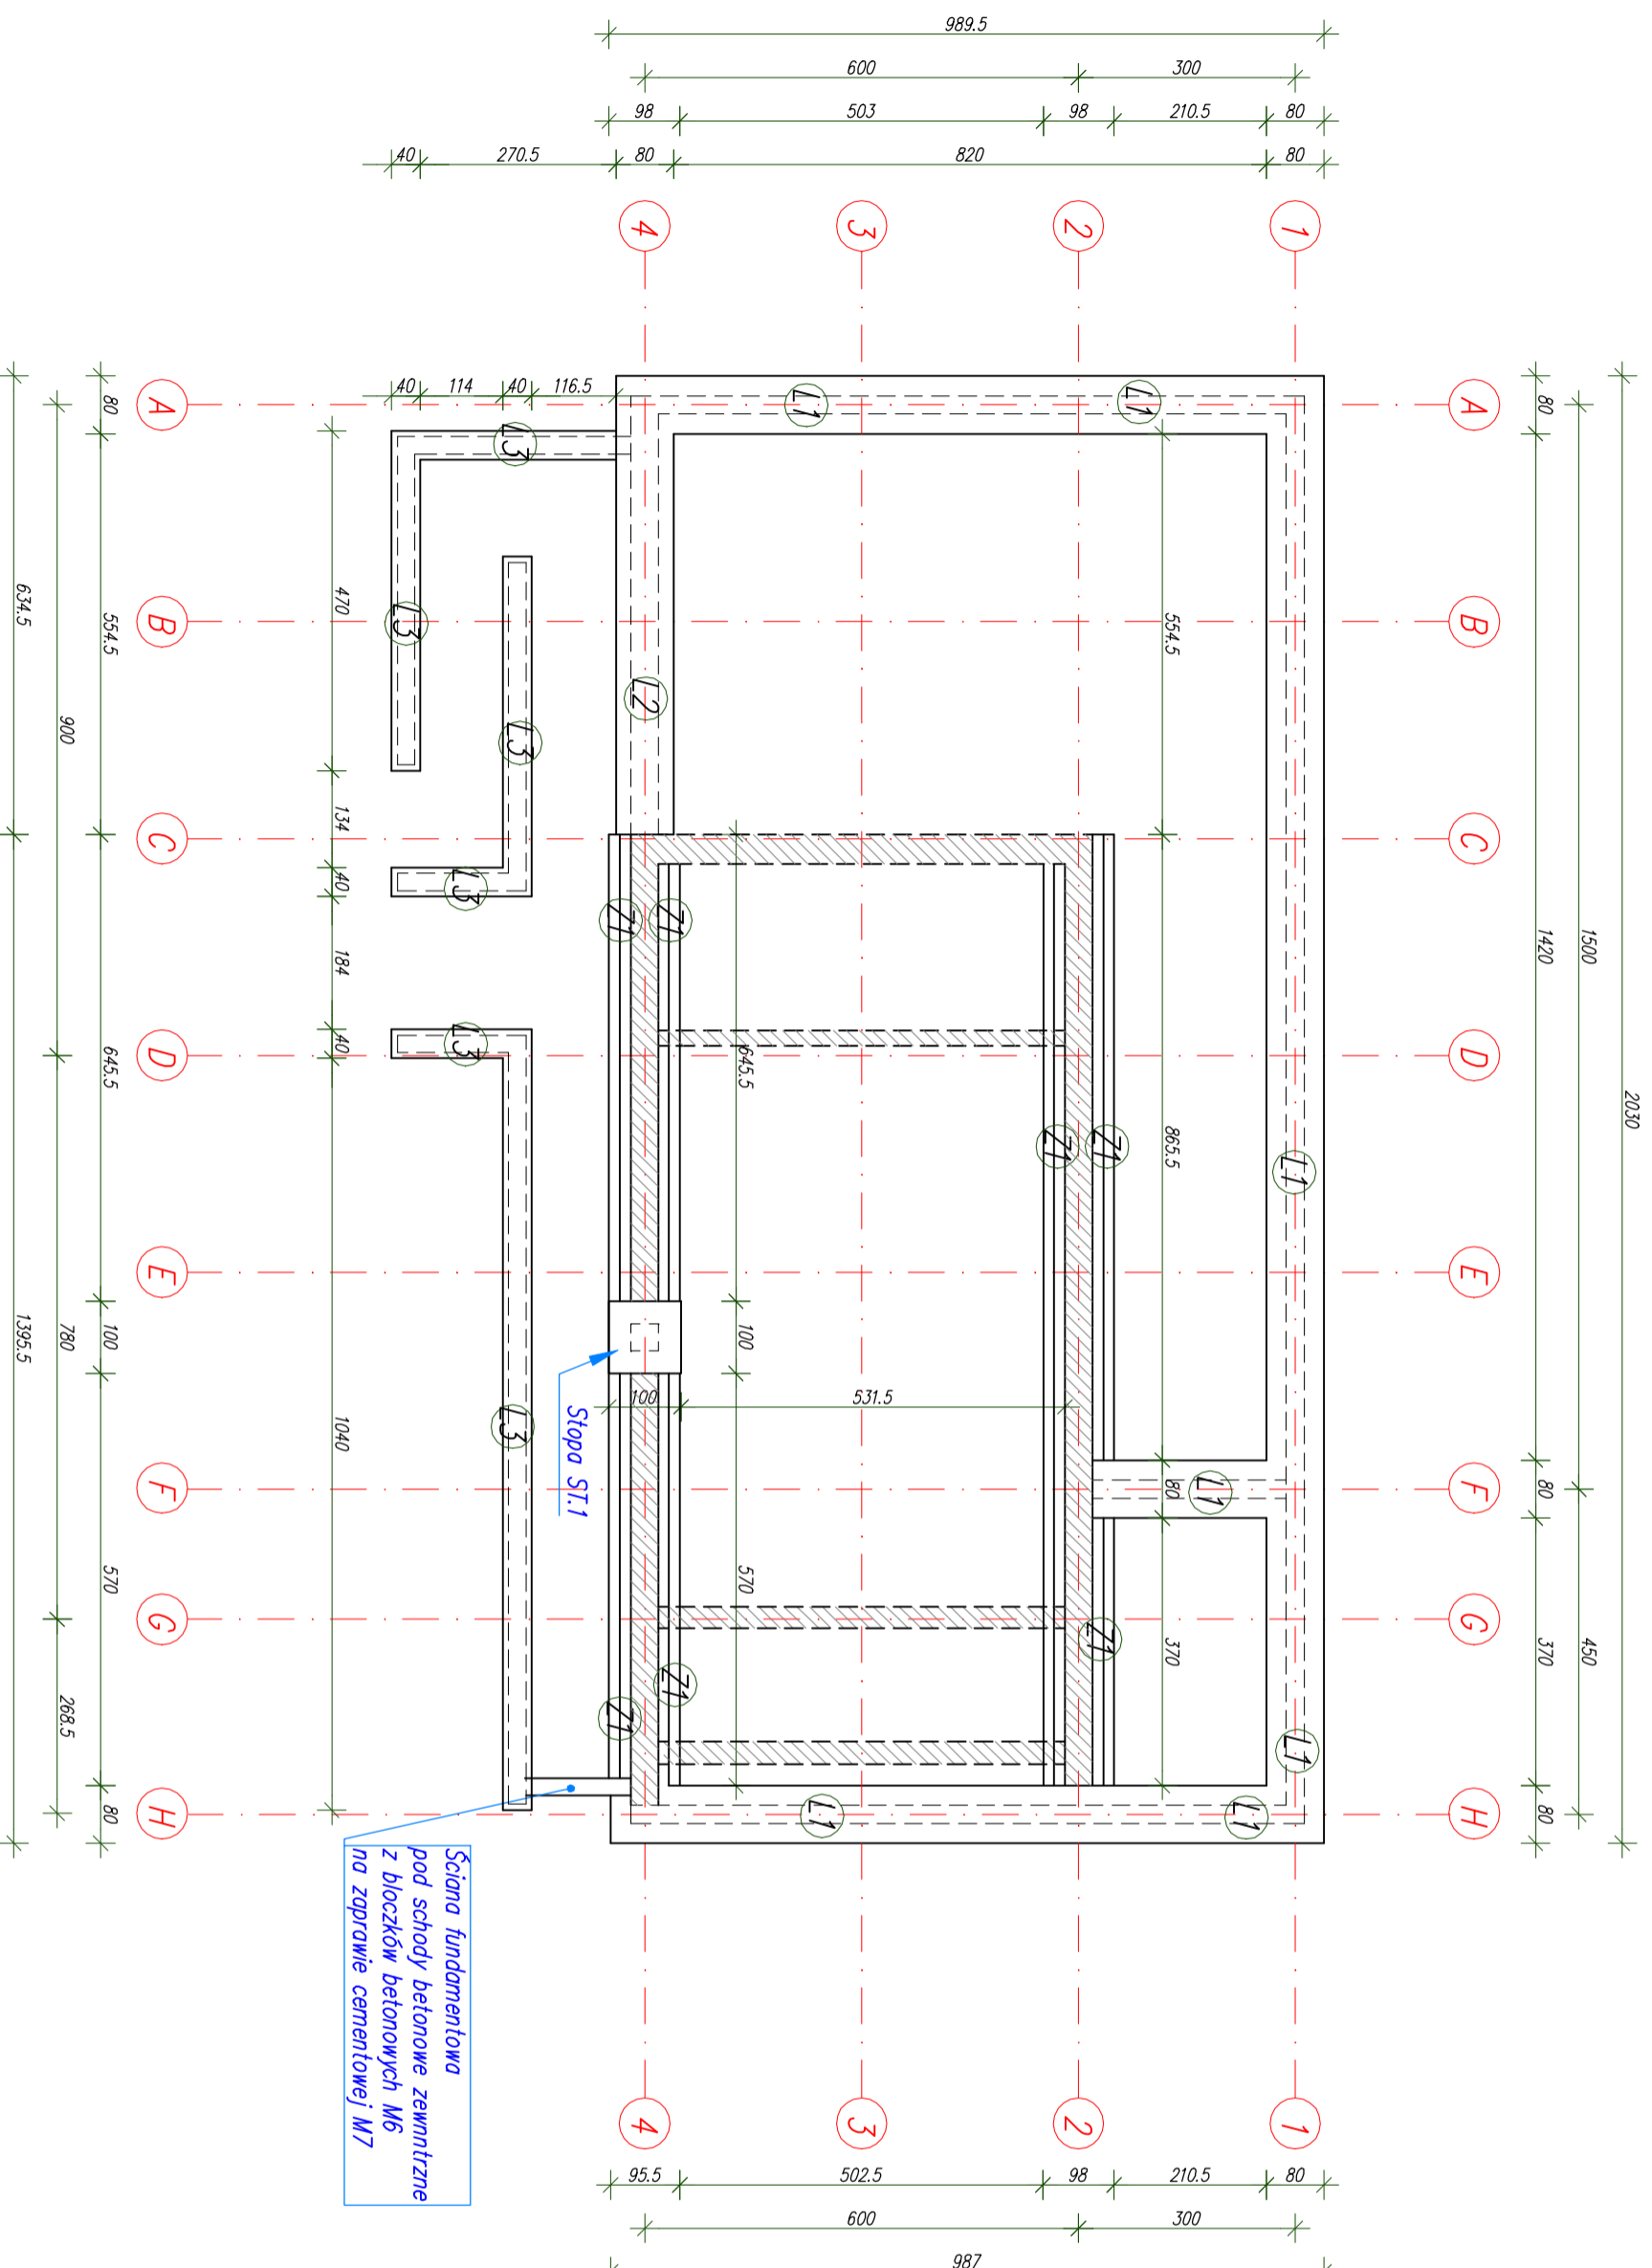 2030
1500
450
80
1420
80
370
80
A
B
C
D
E
F
G
H
989.5
600
300
98
503
98
210.5
80
40
270.5
80
820
80
1
2
3
4
1
2
3
4
95.5
502.5
98
210.5
80
600
300
987
L1
L1
L1
L1
L1
L1
L1
L2
L3
L3
L3
L3
L3
L3
Z1
Z1
Z1
Z1
Z1
Z1
Z1
554.5
865.5
80
370
645.5
100
570
100
531.5
40
114
40
116.5
Stopa ST.1
470
134
40
184
40
1040
Ściana fundamentowa
pod schody betonowe zewnntrzne
z bloczków betonowych M6
na zaprawie cementowej M7
A
B
C
D
E
F
G
H
80
554.5
645.5
100
570
80
900
780
268.5
634.5
1395.5